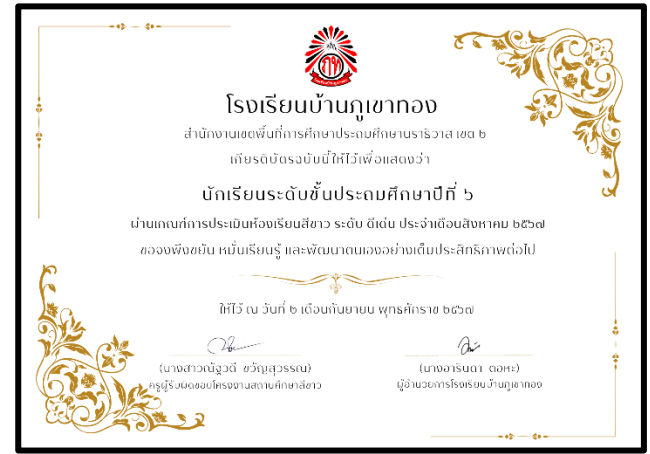 โรงเรียนบ้านภูเขาทอง
สำนักงานเขตพื้นที่การศึกษาประถมศึกษานราธิวาส เขต ๒
เกียรติบัตรฉบับนี้ให้ไว้เพื่อแสดงว่า
นักเรียนระดับชั้นประถมศึกษาปีที่ ๖
ผ่านเกณฑ์การประเมินห้องเรียนสีขาว ระดับ ดีเด่น ประจำเดือนสิงหาคม ๒๕๖๗
ขอจงพึงขยัน หมั่นเรียนรู้ และพัฒนาตนเองอย่างเต็มประสิทธิภาพต่อไป
ให้ไว้ ณ วันที่ ๒ เดือนกันยายน พุทธศักราช ๒๕๖๗
(นางสาวณัฐวดี ขวัญสุวรรณ)
ครูผู้รับผิดชอบโครงงานสถานศึกษาสีขาว
(นางอารินดา ตอหะ)
ผู้อำนวยการโรงเรียนบ้านภูเขาทอง